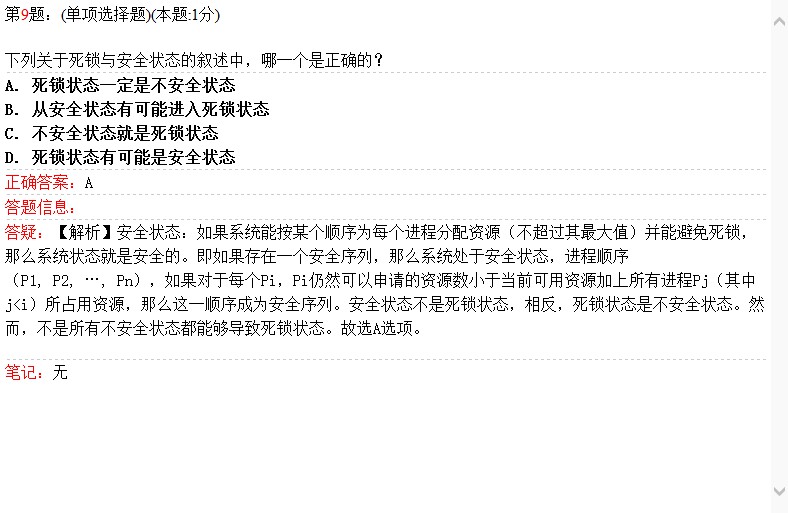 第9题：(单项选择题)(本题:1分)
下列关于死锁与安全状态的叙述中，哪一个是正确的？
A. 死锁状态一定是不安全状态
B. 从安全状态有可能进入死锁状态
C. 不安全状态就是死锁状态
D. 死锁状态有可能是安全状态
正确答案：A
答题信息：
答疑：【解析】安全状态：如果系统能按某个顺序为每个进程分配资源（不超过其最大值）并能避免死锁，
那么系统状态就是安全的。即如果存在一个安全序列，那么系统处于安全状态，进程顺序
（P1, P2, …, Pn），如果对于每个Pi，Pi仍然可以申请的资源数小于当前可用资源加上所有进程Pj（其中
j<i）所占用资源，那么这一顺序成为安全序列。安全状态不是死锁状态，相反，死锁状态是不安全状态。然
而，不是所有不安全状态都能够导致死锁状态。故选A选项。
笔记：无